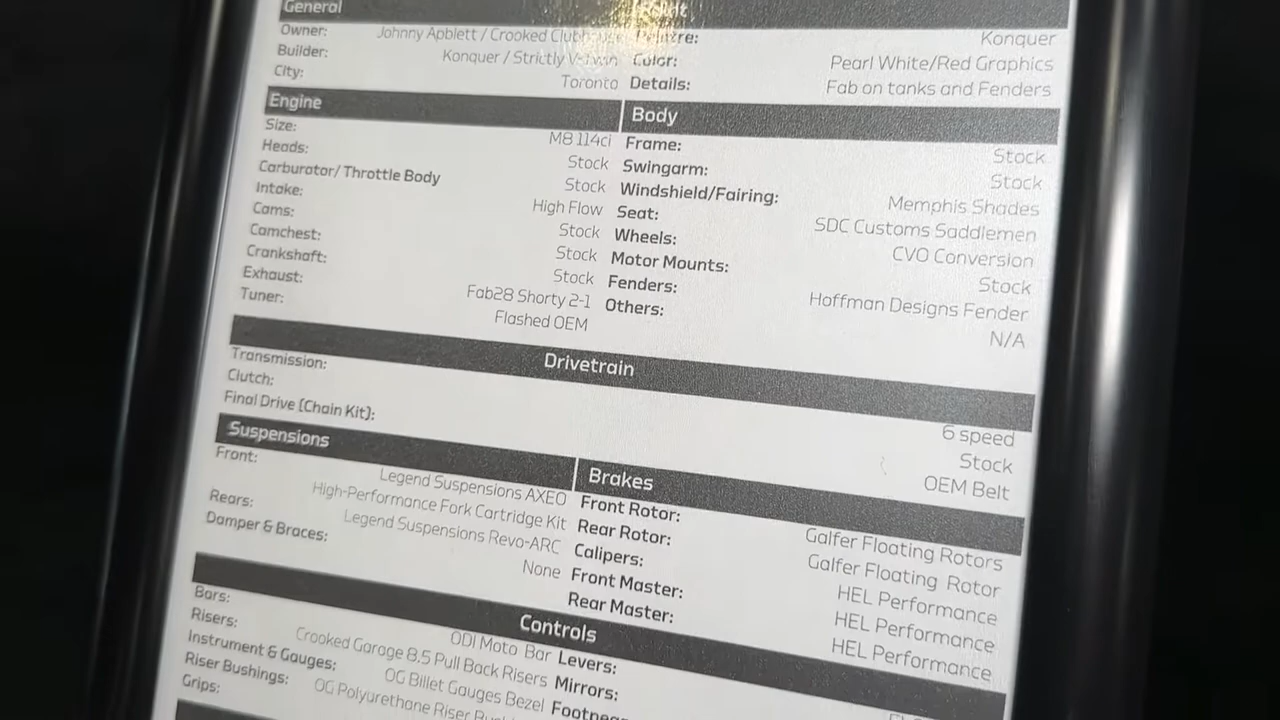 General
Owner: Johnny Apblett / Crooked
Builder: Konquer / Strictly
City: Toronto
Konquer
Color: Pearl White/Red Graphics
Details: Fab on tanks and Fenders
Engine
Size: M8 114ci
Heads: Stock
Carburator/ Throttle Body Stock
Intake: High Flow
Cams: Stock
Camchest: Stock
Crankshaft: Stock
Exhaust: Fab28 Shorty 2-1
Tuner: Flashed OEM
Body
Frame: Stock
Swingarm: Stock
Windshield/Fairing: Memphis Shades
Seat: SDC Customs Saddlemen
Wheels: CVO Conversion
Motor Mounts: Stock
Fenders: Hoffman Designs Fender
Others: N/A
Drivetrain
Transmission: 6 speed
Clutch: Stock
Final Drive (Chain Kit): OEM Belt
Suspensions
Front: Legend Suspensions AXEO
High-Performance Fork Cartridge Kit
Rears: Legend Suspensions Revo-ARC
Damper & Braces: None
Brakes
Front Rotor: Galfer Floating Rotors
Rear Rotor: Galfer Floating Rotor
Calipers: HEL Performance
Front Master: HEL Performance
Rear Master: HEL Performance
Controls
Bars: ODI Moto Bar
Risers: Crooked Garage 8.5 Pull Back Risers
Instrument & Gauges: OG Billet Gauges Bezel
Riser Bushings: OG Polyurethane Riser
Grips:
Levers:
Mirrors: